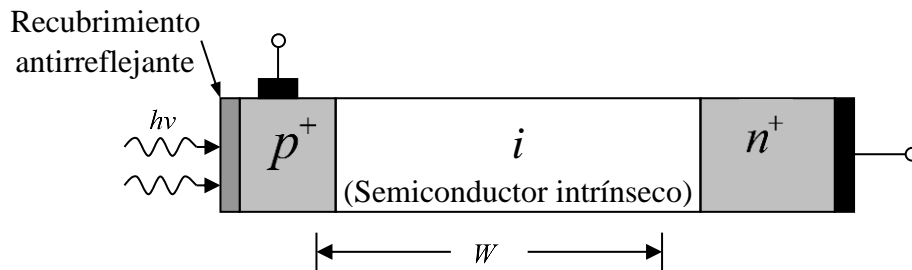 Recubrimiento
antirreflejante
hν
p+
i
(Semiconductor intrínseco)
n+
W